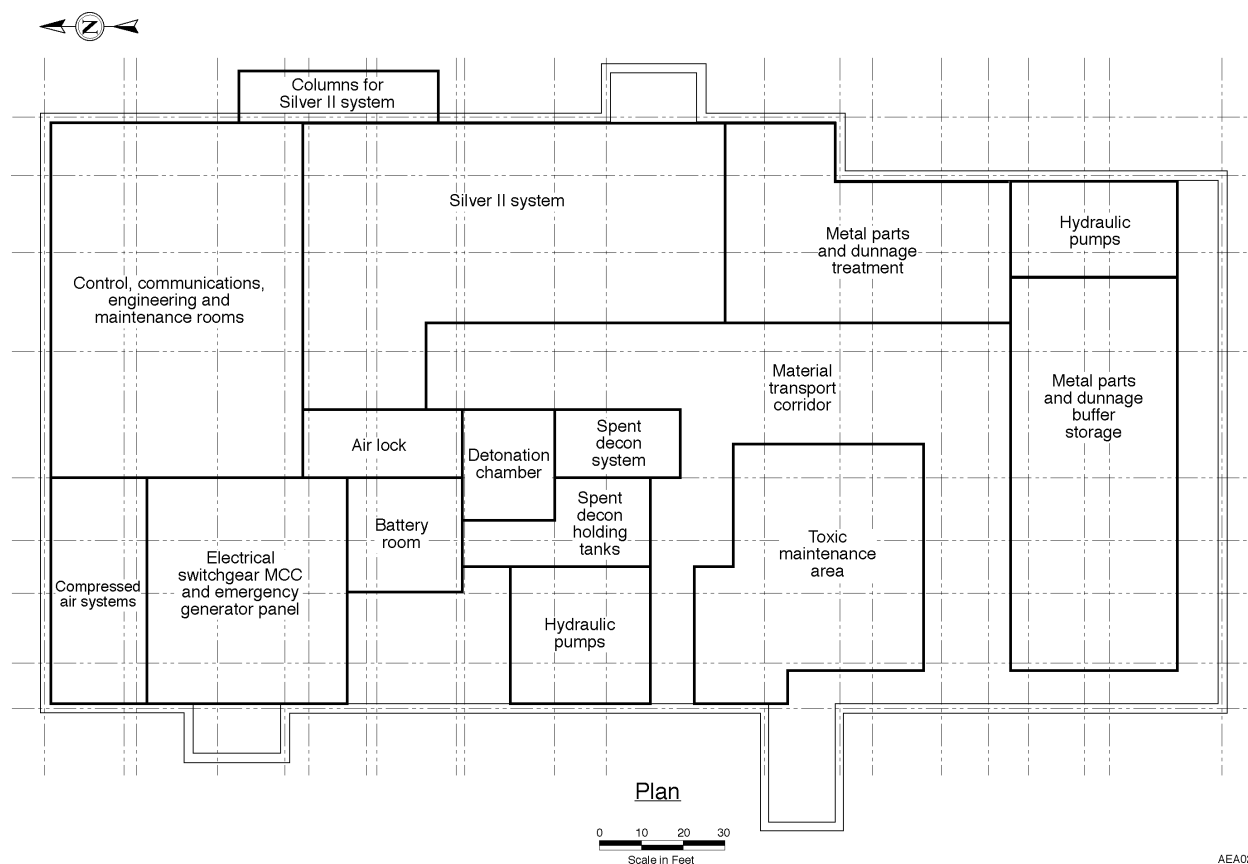 N
Columns for
Silver II system
Silver II system
Control, communications,
engineering and
maintenance rooms
Metal parts
and dunnage
treatment
Hydraulic
pumps
Material
transport
corridor
Metal parts
and dunnage
buffer
storage
Air lock
Detonation
chamber
Spent
decon
system
Compressed
air systems
Electrical
switchgear MCC
and emergency
generator panel
Battery
room
Spent
decon
holding
tanks
Toxic
maintenance
area
Hydraulic
pumps
Plan
0 10 20 30
Scale in Feet